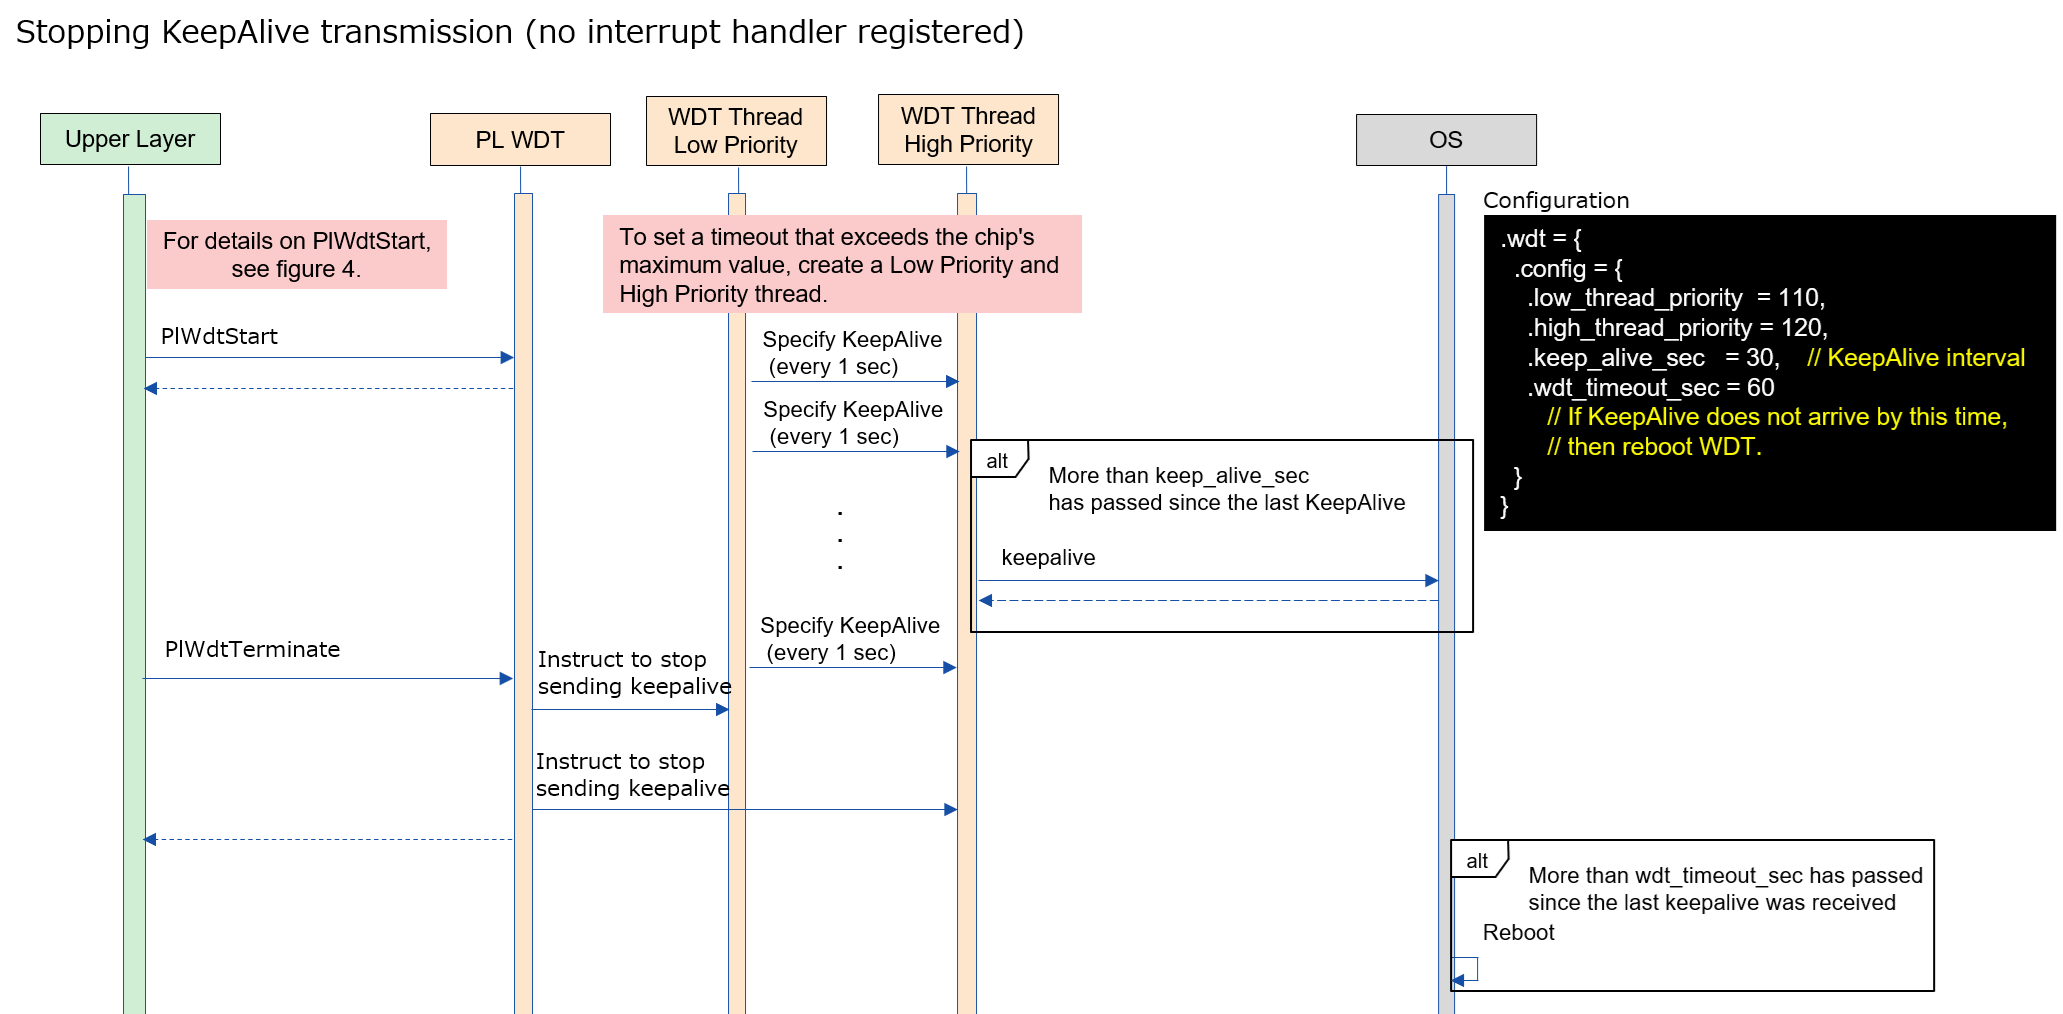 Stopping KeepAlive transmission (no interrupt handler registered)
Upper Layer
PL WDT
WDT Thread
Low Priority
WDT Thread
High Priority
OS
Configuration
For details on PlWdtStart,
see figure 4.
To set a timeout that exceeds the chip's
maximum value, create a Low Priority and
High Priority thread.
.wdt = {
.config = {
.low_thread_priority = 110,
.high_thread_priority = 120,
.keep_alive_sec = 30, // KeepAlive interval
.wdt_timeout_sec = 60
// If KeepAlive does not arrive by this time,
// then reboot WDT.
}
}
PlWdtStart
Specify KeepAlive
(every 1 sec)
Specify KeepAlive
(every 1 sec)
alt
More than keep_alive_sec
has passed since the last KeepAlive
.
.
.
keepalive
Specify KeepAlive
(every 1 sec)
PlWdtTerminate
Instruct to stop
sending keepalive
Instruct to stop
sending keepalive
alt
More than wdt_timeout_sec has passed
since the last keepalive was received
Reboot